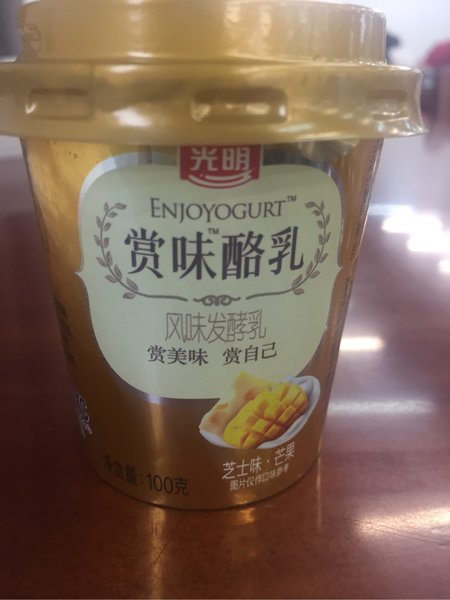 光明
ENJOYOGURT™
赏味™酪乳
风味发酵乳
赏美味 赏自己
芝士味·芒果
图片仅作口味参考
净含量:100克